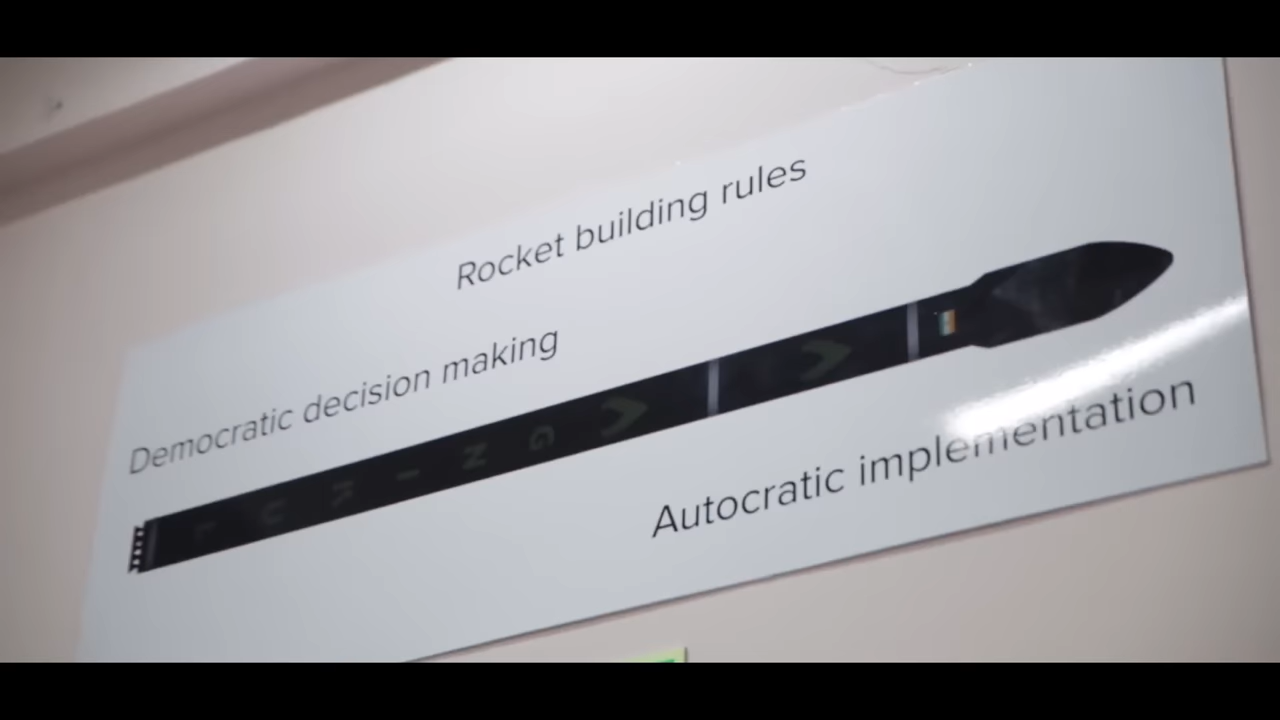 Rocket building rules
Democratic decision making
Autocratic implementation